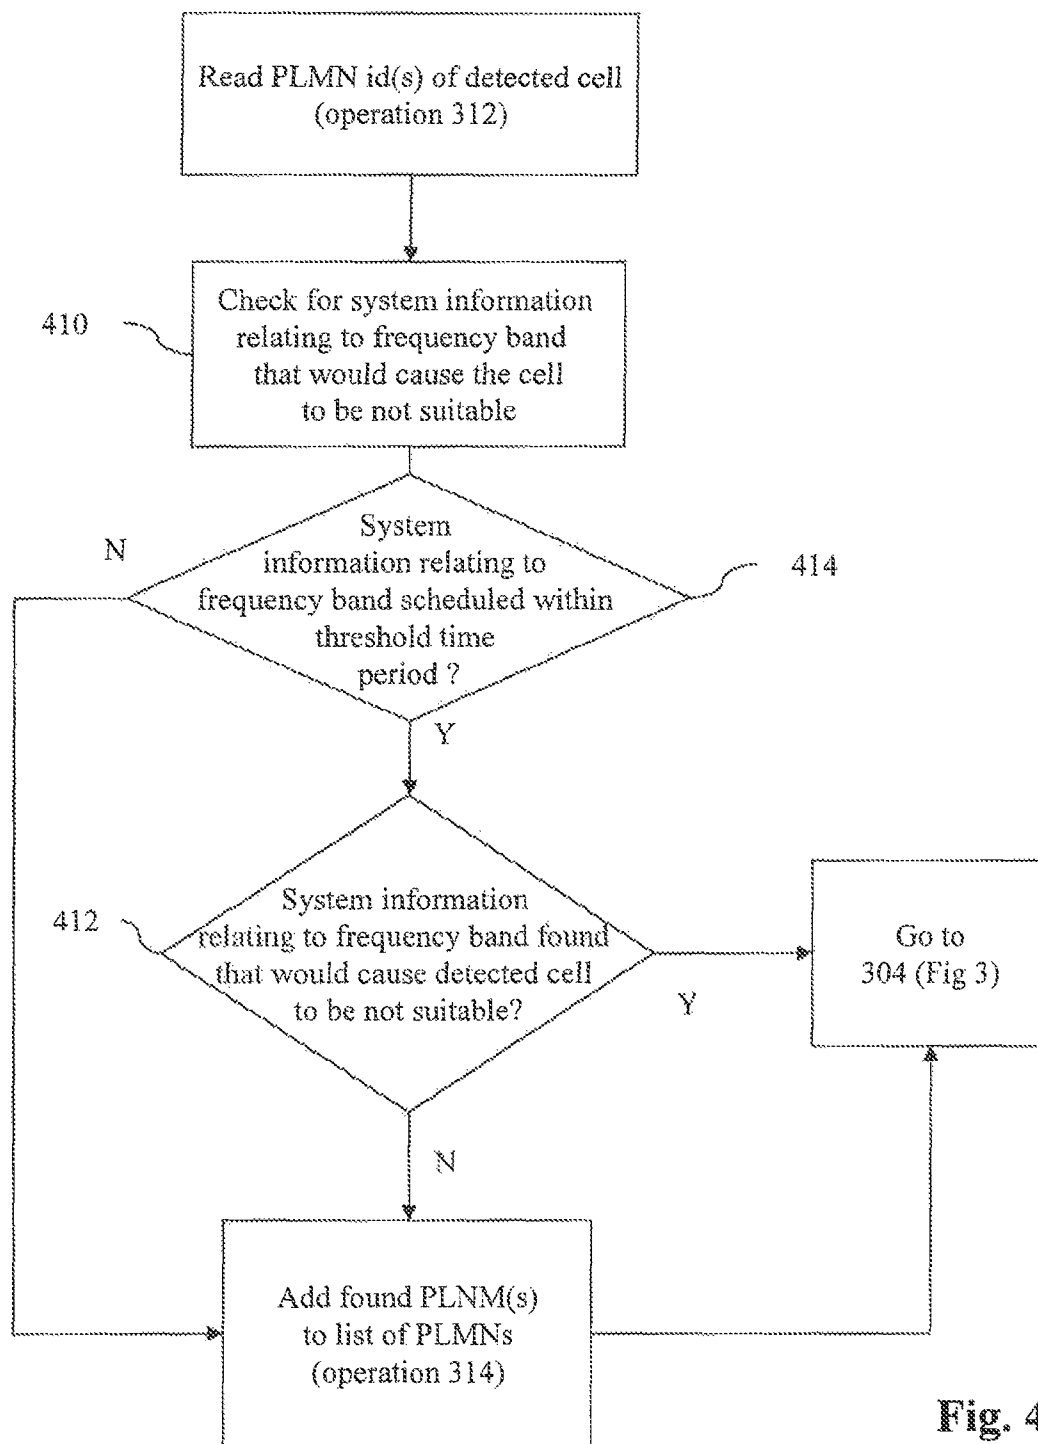 Read PLMN id(s) of detected cell
(operation 312)
410
Check for system information
relating to frequency band
that would cause the cell
to be not suitable
N
System
information relating to
frequency band scheduled within
threshold time
period ?
414
Y
412
System information
relating to frequency band found
that would cause detected cell
to be not suitable?
Y
Go to
304 (Fig 3)
N
Add found PLNM(s)
to list of PLMNs
(operation 314)
Fig. 4